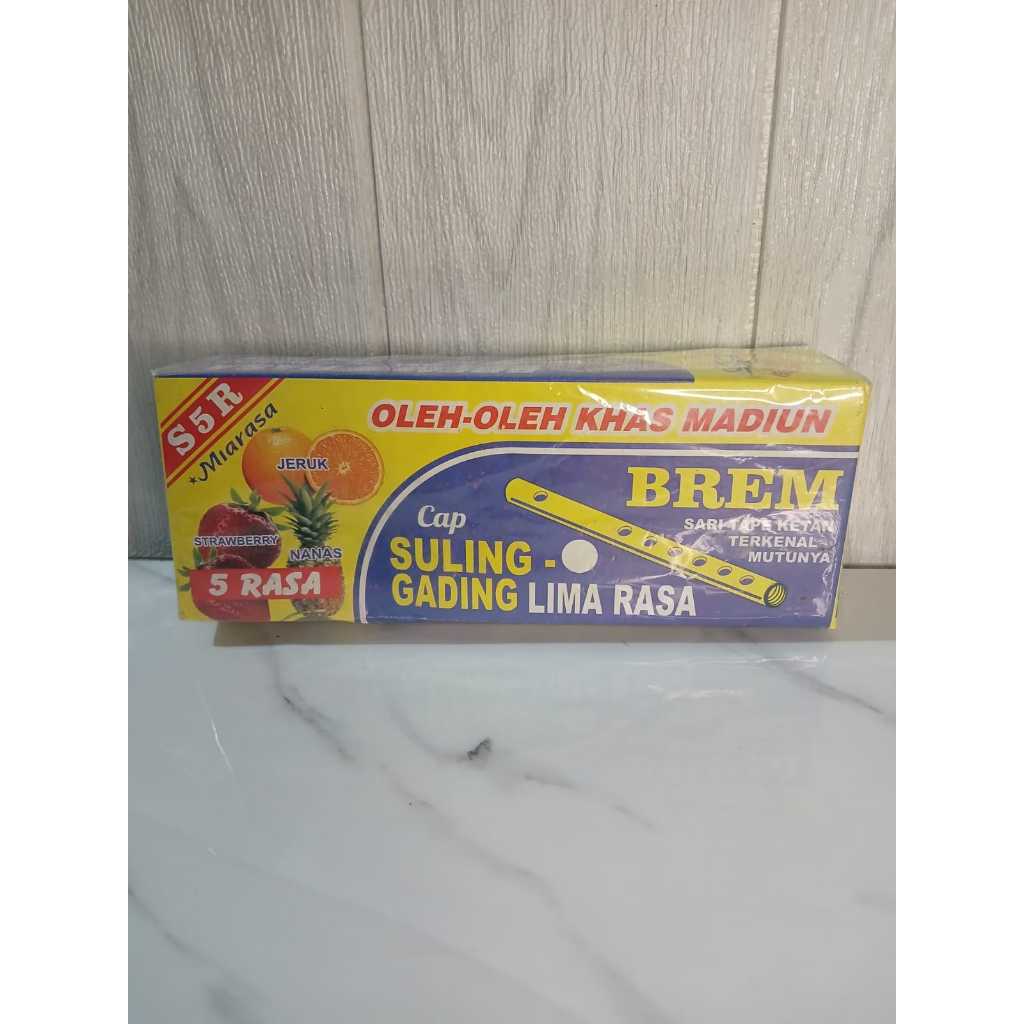 S5R
Miarasa
OLEH-OLEH KHAS MADIUN
JERUK
BREM
SARI TAPE KETAN
TERKENAL -
MUTUNYA
STRAWBERRY
NANAS
5 RASA
Cap
SULING -
GADING LIMA RASA